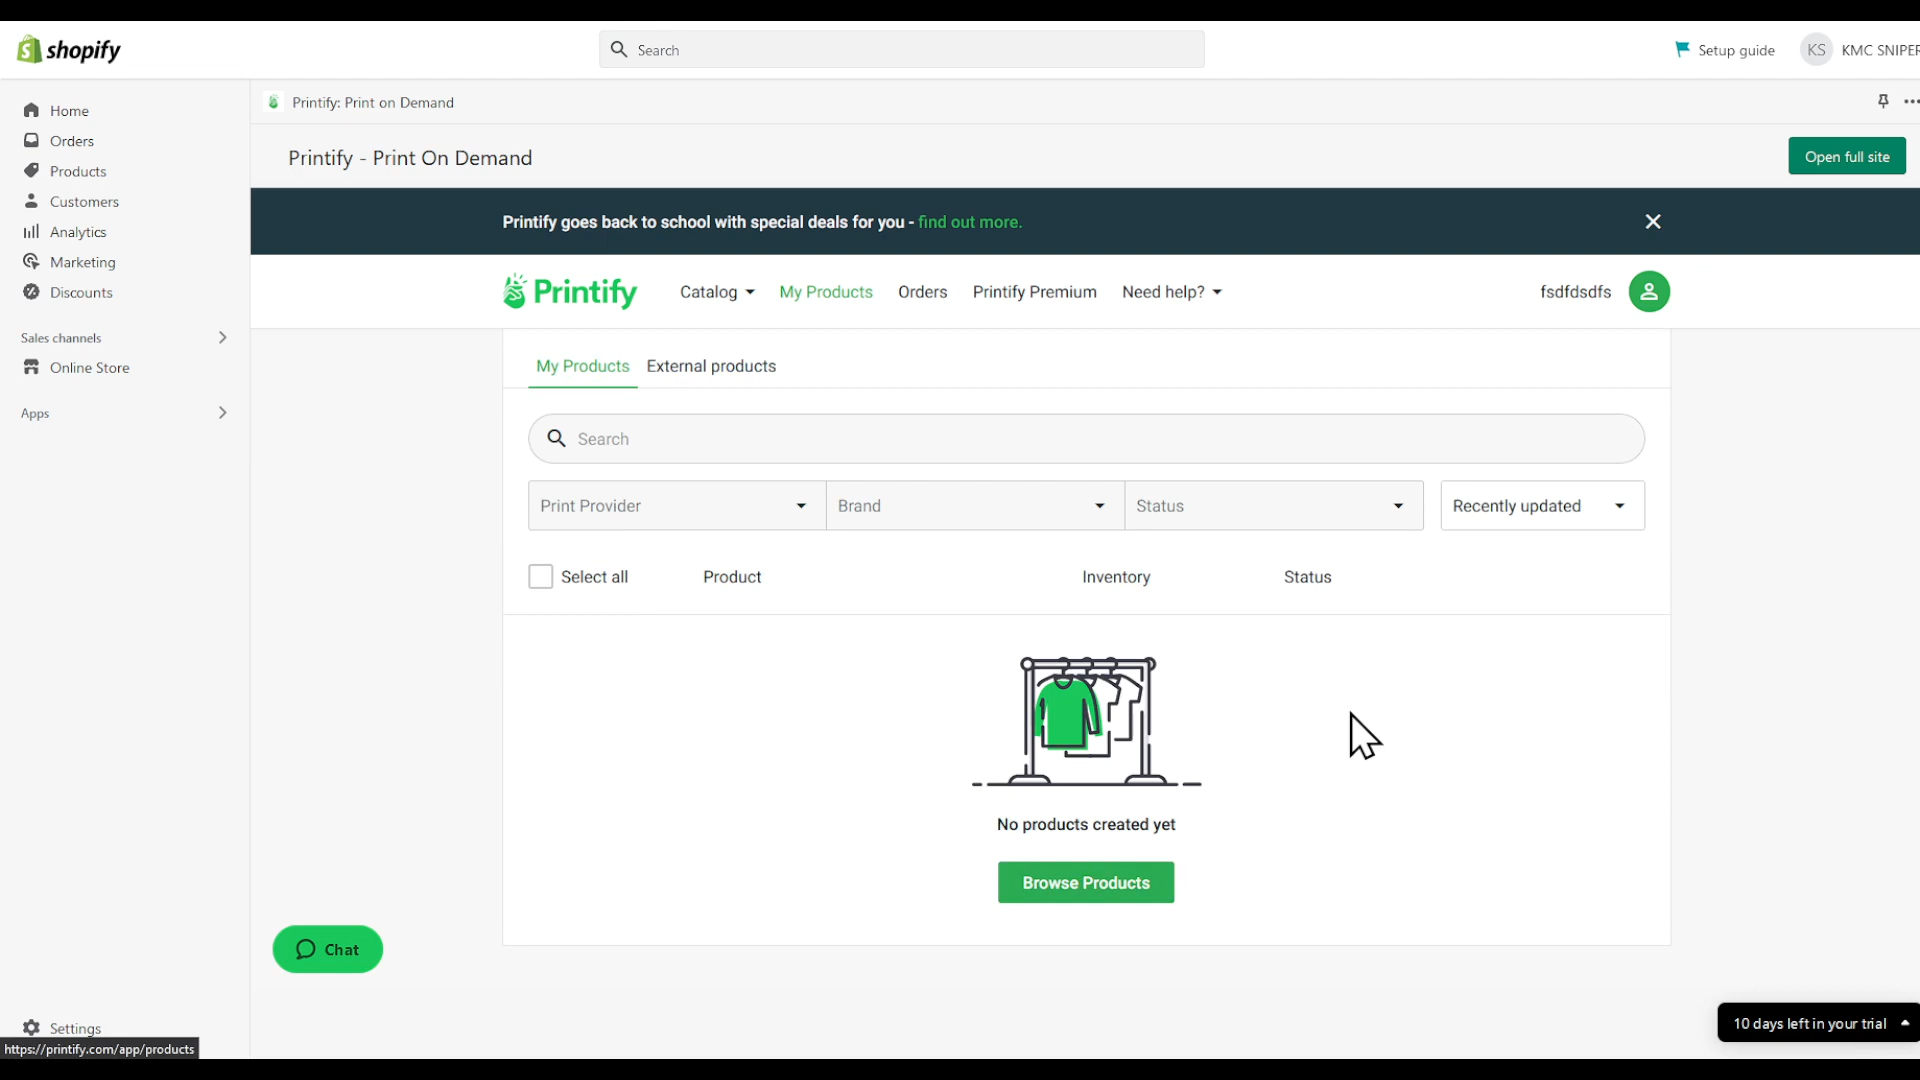 shopify
Search
Setup guide
KS
KMC SNIPER
Home
Orders
Products
Customers
Analytics
Marketing
Discounts
Sales channels
Online Store
Apps
Settings
https://printify.com/app/products
Printify: Print on Demand
Printify - Print On Demand
Open full site
Printify goes back to school with special deals for you - find out more.
Printify
Catalog
My Products
Orders
Printify Premium
Need help?
fsdfdsdfs
My Products
External products
Search
Print Provider
Brand
Status
Recently updated
Select all
Product
Inventory
Status
No products created yet
Browse Products
Chat
10 days left in your trial